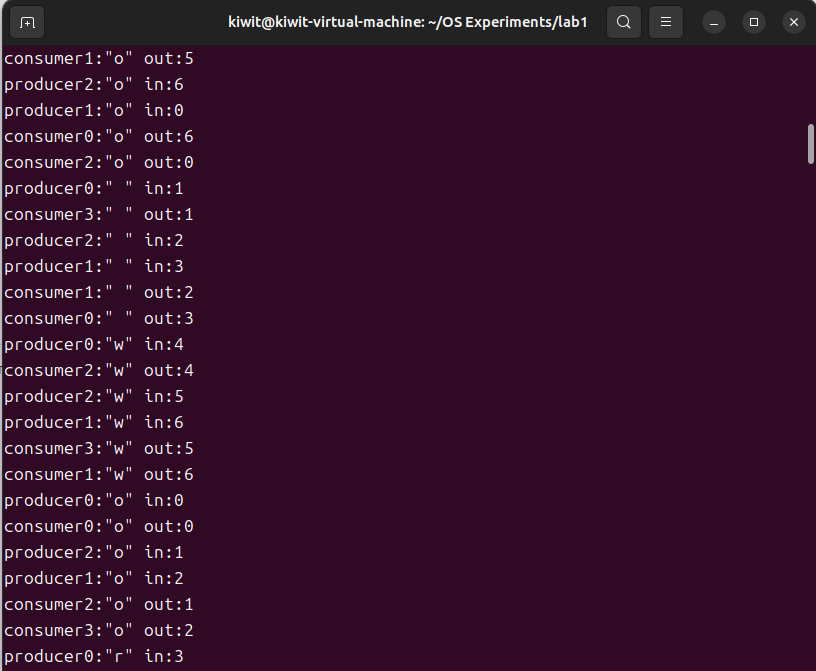 kiwit@kiwit-virtual-machine: ~/OS Experiments/lab1
consumer1:"o" out:5
producer2:"o" in:6
producer1:"o" in:0
consumer0:"o" out:6
consumer2:"o" out:0
producer0:" " in:1
consumer3:" " out:1
producer2:" " in:2
producer1:" " in:3
consumer1:" " out:2
consumer0:" " out:3
producer0:"w" in:4
consumer2:"w" out:4
producer2:"w" in:5
producer1:"w" in:6
consumer3:"w" out:5
consumer1:"w" out:6
producer0:"o" in:0
consumer0:"o" out:0
producer2:"o" in:1
producer1:"o" in:2
consumer2:"o" out:1
consumer3:"o" out:2
producer0:"r" in:3